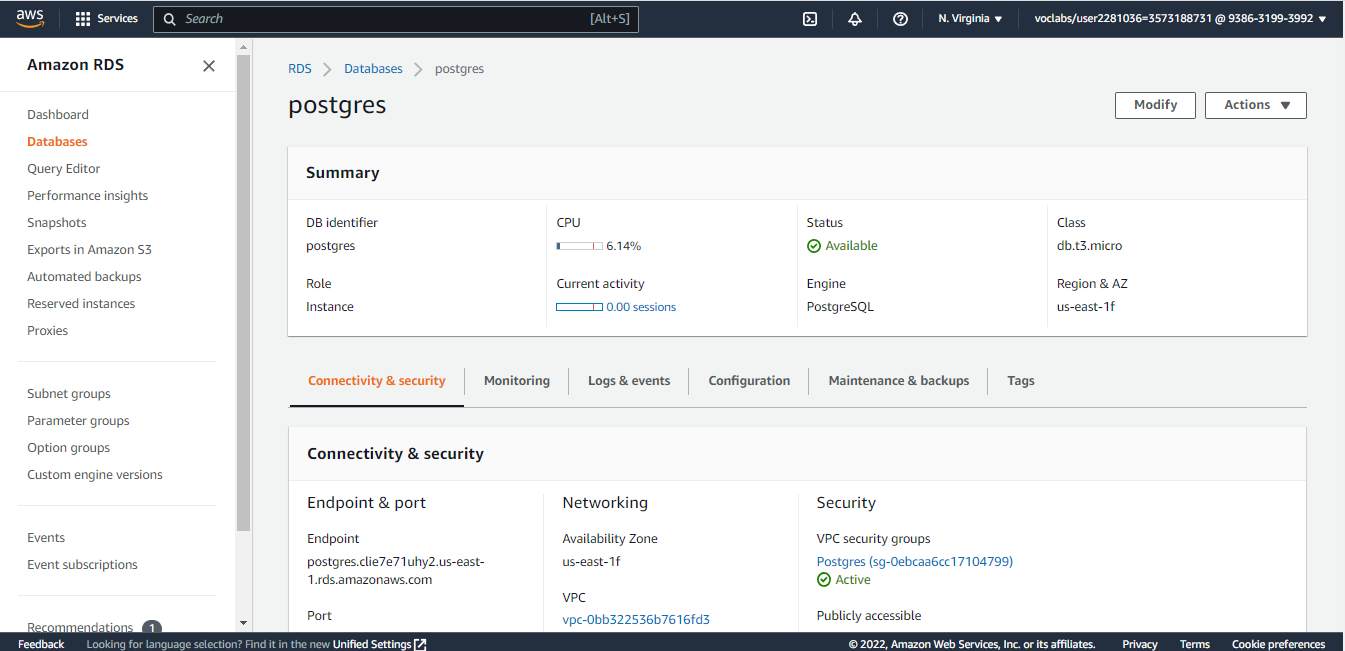 aws
Services
Search [Alt+S]
N. Virginia
voclabs/user2281036=3573188731 @ 9386-3199-3992
Amazon RDS
Dashboard
Databases
Query Editor
Performance insights
Snapshots
Exports in Amazon S3
Automated backups
Reserved instances
Proxies
Subnet groups
Parameter groups
Option groups
Custom engine versions
Events
Event subscriptions
Recommendations 1
RDS
Databases
postgres
postgres
Modify
Actions
Summary
DB identifier
postgres
CPU
6.14%
Status
Available
Class
db.t3.micro
Role
Instance
Current activity
0.00 sessions
Engine
PostgreSQL
Region & AZ
us-east-1f
Connectivity & security
Monitoring
Logs & events
Configuration
Maintenance & backups
Tags
Connectivity & security
Endpoint & port
Endpoint
postgres.clie7e71uhy2.us-east-
1.rds.amazonaws.com
Port
Networking
Availability Zone
us-east-1f
VPC
vpc-0bb322536b7616fd3
Security
VPC security groups
Postgres (sg-0ebcaa6cc17104799)
Active
Publicly accessible
Feedback
Looking for language selection? Find it in the new Unified Settings
© 2022, Amazon Web Services, Inc. or its affiliates.
Privacy
Terms
Cookie preferences